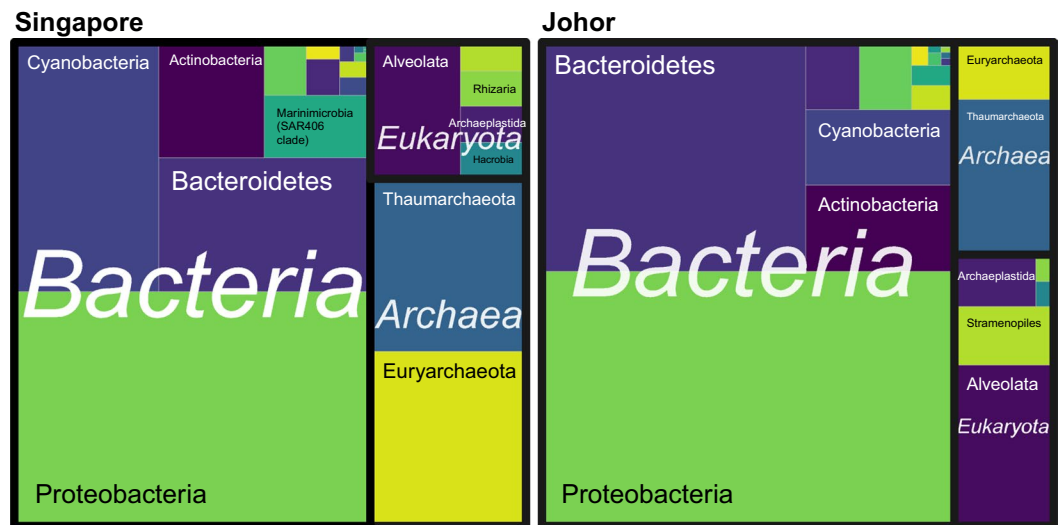 Singapore
Cyanobacteria
Actinobacteria
Marinimicrobia
(SAR406
clade)
Bacteroidetes
Bacteria
Proteobacteria
Alveolata
Rhizaria
Archaeplastida
Eukaryota
Hacrobia
Thaumarchaeota
Archaea
Euryarchaeota
Johor
Bacteroidetes
Cyanobacteria
Actinobacteria
Bacteria
Proteobacteria
Euryarchaeota
Thaumarchaeota
Archaea
Archaeplastida
Stramenopiles
Alveolata
Eukaryota